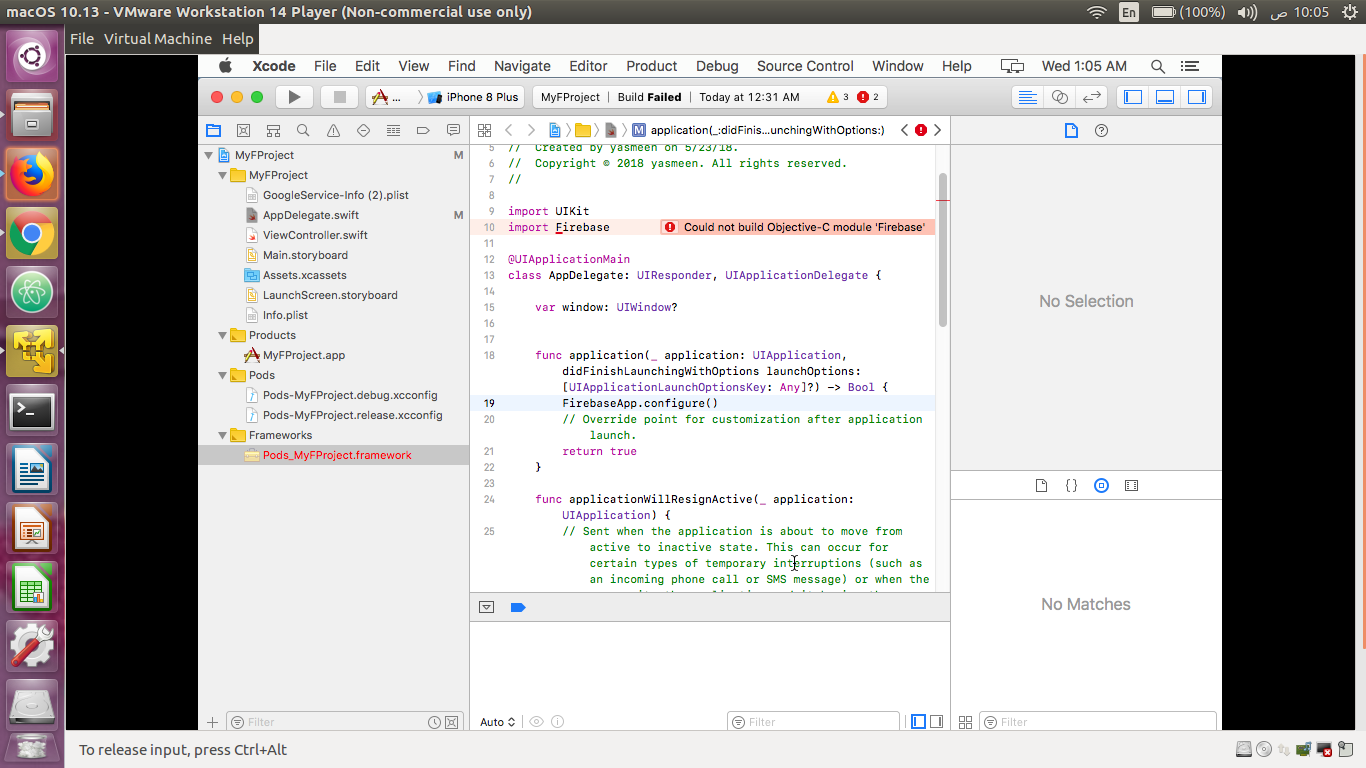 macOS 10.13 - VMware Workstation 14 Player (Non-commercial use only)
En
(100%)
10:05 ص
File Virtual Machine Help
Xcode File Edit View Find Navigate Editor Product Debug Source Control Window Help
Wed 1:05 AM
... iPhone 8 Plus
MyFProject | Build Failed | Today at 12:31 AM
3
2
MyFProject M
MyFProject
GoogleService-Info (2).plist
AppDelegate.swift M
ViewController.swift
Main.storyboard
Assets.xcassets
LaunchScreen.storyboard
Info.plist
Products
MyFProject.app
Pods
Pods-MyFProject.debug.xcconfig
Pods-MyFProject.release.xcconfig
Frameworks
Pods_MyFProject.framework
Filter
M application(_:didFinis...unchingWithOptions:)
5 // Created by yasmeen on 5/23/18.
6 // Copyright © 2018 yasmeen. All rights reserved.
7 //
8
9 import UIKit
10 import Firebase Could not build Objective-C module 'Firebase'
11
12 @UIApplicationMain
13 class AppDelegate: UIResponder, UIApplicationDelegate {
14
15 var window: UIWindow?
16
17
18 func application(_ application: UIApplication,
didFinishLaunchingWithOptions launchOptions:
[UIApplicationLaunchOptionsKey: Any]?) -> Bool {
19 FirebaseApp.configure()
20 // Override point for customization after application
launch.
21 return true
22 }
23
24 func applicationWillResignActive(_ application:
UIApplication) {
25 // Sent when the application is about to move from
active to inactive state. This can occur for
certain types of temporary interruptions (such as
an incoming phone call or SMS message) or when the
Auto
Filter
No Selection
{}
No Matches
Filter
To release input, press Ctrl+Alt